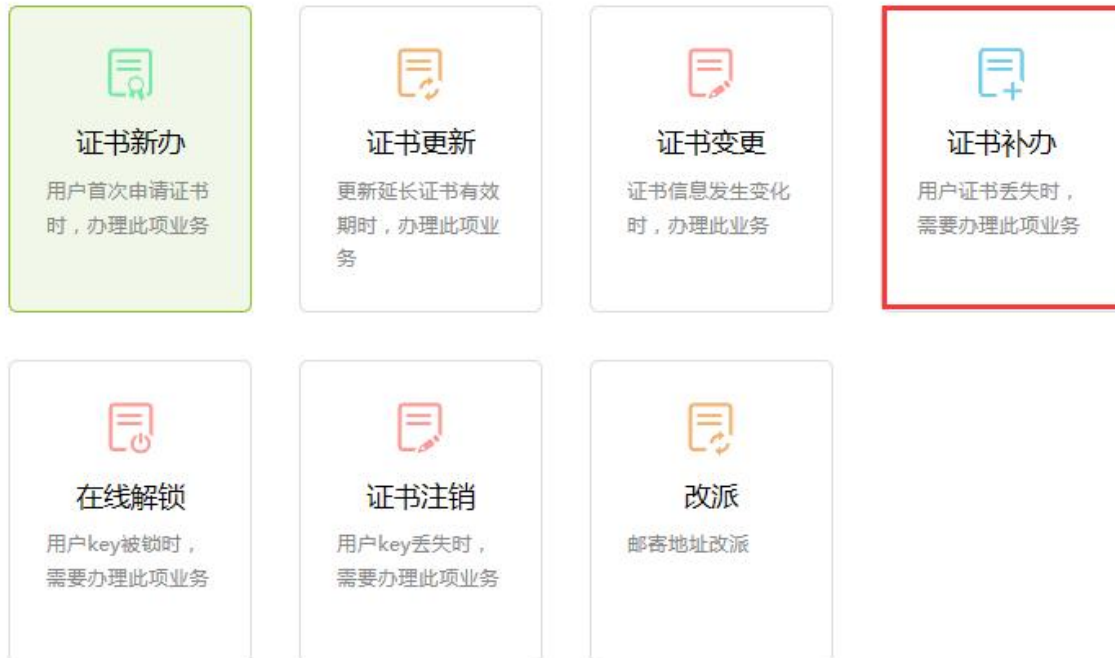 证书新办
用户首次申请证书
时，办理此项业务
证书更新
更新延长证书有效
期时，办理此项业
务
证书变更
证书信息发生变化
时，办理此业务
证书补办
用户证书丢失时，
需要办理此项业务
在线解锁
用户key被锁时，
需要办理此项业务
证书注销
用户key丢失时，
需要办理此项业务
改派
邮寄地址改派